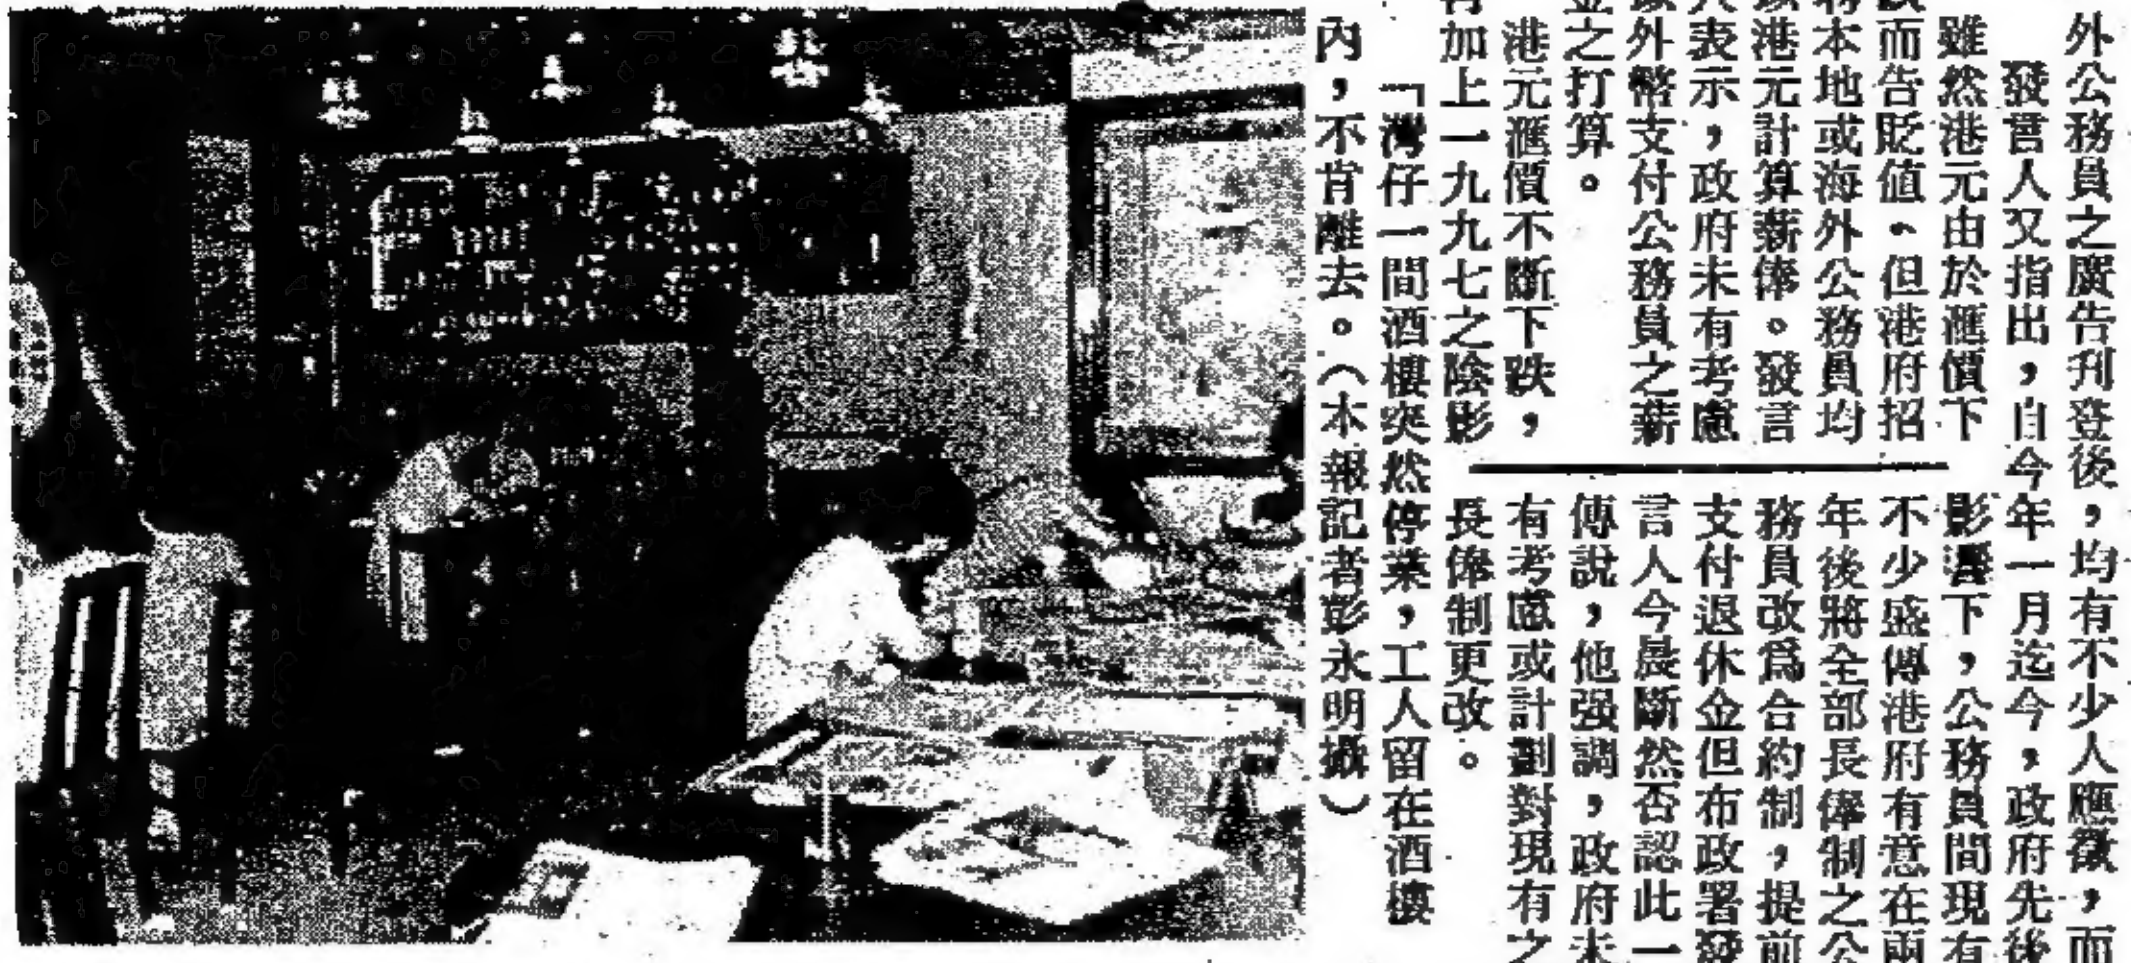 外公務員之廣告刊登後，均有不少人應徵，而
發言人又指出，自今年一月迄今，政府先後
雖然港元由於滙價下
而告貶值。但港府招
本地或海外公務員均
港元計算薪俸。發言
表示，政府未有考慮
外幣支付公務員之薪
之打算。
港元滙價不斷下跌，
加上一九九七之陰影
影響下，公務員間現有
不少盛傳港府有意在兩
年後將全部長俸制之公
務員改爲合約制，提前
支付退休金但布政署發
言人今晨斷然否認此一
傳說，他强調，政府未
有考慮或計劃對現有之
長俸制更改。
「灣仔一間酒樓突然停業，工人留在酒樓
內，不肯離去。（本報記者彭永明攝）